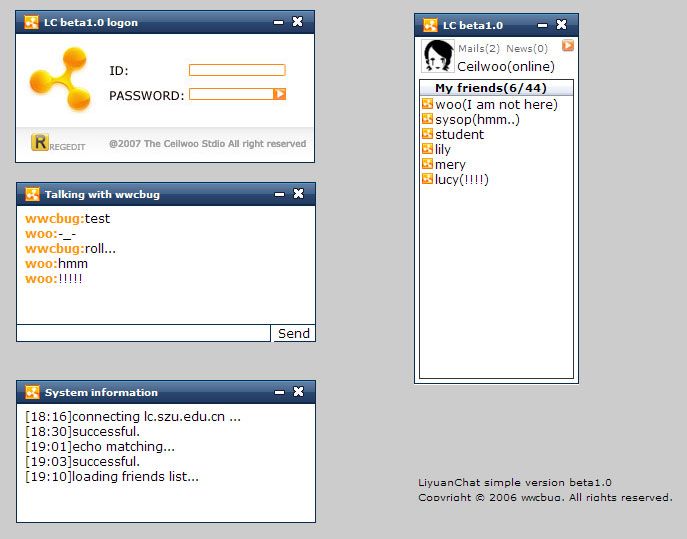 LC beta1.0 logon
ID:
PASSWORD:
R REGEDIT
@2007 The Ceilwoo Stdio All right reserved
Talking with wwcbug
wwcbug:test
woo:-_-
wwcbug:roll...
woo:hmm
woo:!!!!!
Send
System information
[18:16]connecting lc.szu.edu.cn ...
[18:30]successful.
[19:01]echo matching...
[19:03]successful.
[19:10]loading friends list...
LC beta1.0
Mails(2) News(0)
Ceilwoo(online)
My friends(6/44)
woo(I am not here)
sysop(hmm..)
student
lily
mery
lucy(!!!!)
LiyuanChat simple version beta1.0
Copyright © 2006 wwcbug. All rights reserved.